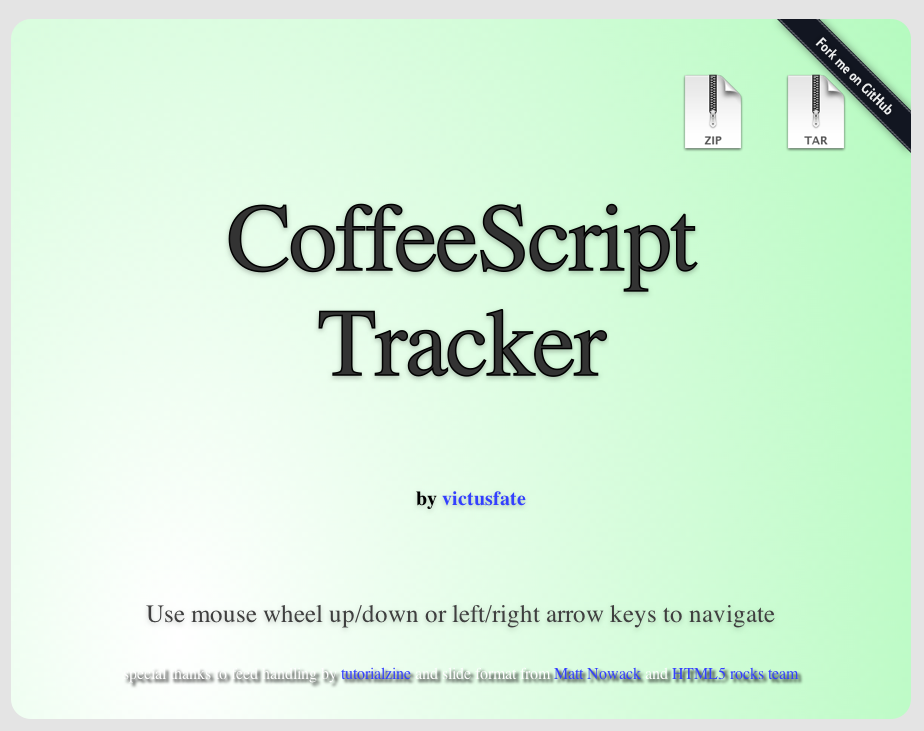 Fork me on GitHub
ZIP
TAR
CoffeeScript
Tracker
by victusfate
Use mouse wheel up/down or left/right arrow keys to navigate
special thanks to feed handling by tutorialzine and slide format from Matt Nowack and HTML5 rocks team